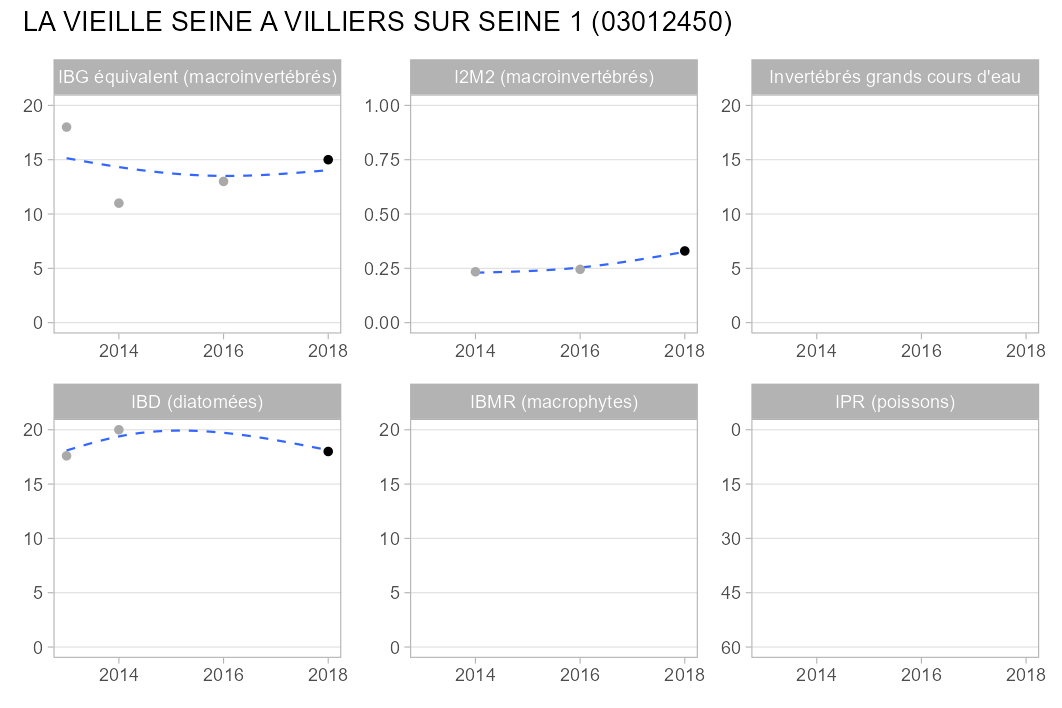 LA VIEILLE SEINE A VILLIERS SUR SEINE 1 (03012450)
IBG équivalent (macroinvertébrés)
20
15
10
5
0
2014 2016 2018
I2M2 (macroinvertébrés)
1.00
0.75
0.50
0.25
0.00
2014 2016 2018
Invertébrés grands cours d'eau
20
15
10
5
0
2014 2016 2018
IBD (diatomées)
20
15
10
5
0
2014 2016 2018
IBMR (macrophytes)
20
15
10
5
0
2014 2016 2018
IPR (poissons)
0
15
30
45
60
2014 2016 2018